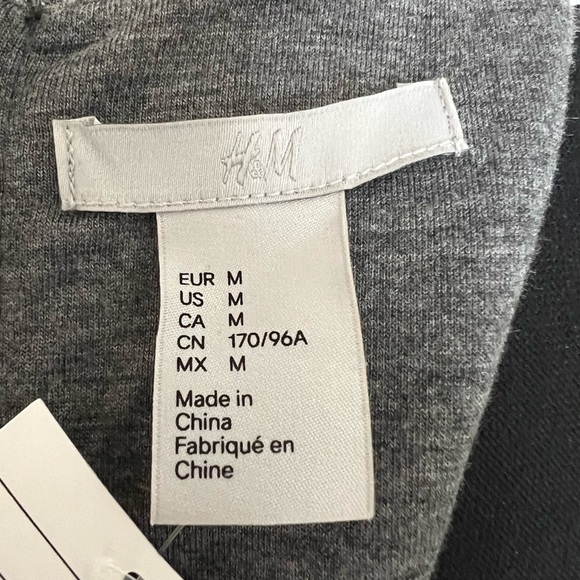 H&M
EUR M
US M
CA M
CN 170/96A
MX M
Made in
China
Fabriqué en
Chine